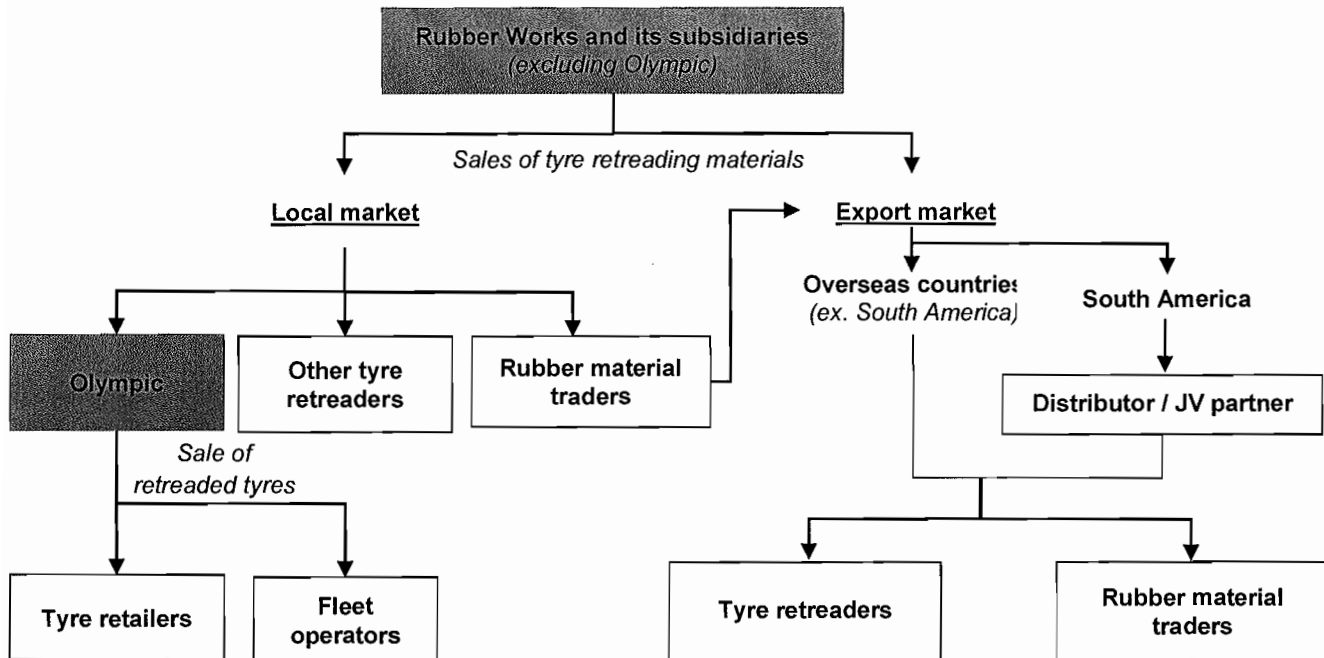 Rubber Works and its subsidiaries
(excluding Olympic)
Sales of tyre retreading materials
Local market
Export market
Overseas countries
(ex. South America)
South America
Olympic
Other tyre
retreaders
Rubber material
traders
Distributor / JV partner
Sale of
retreaded tyres
Tyre retailers
Fleet
operators
Tyre retreaders
Rubber material
traders